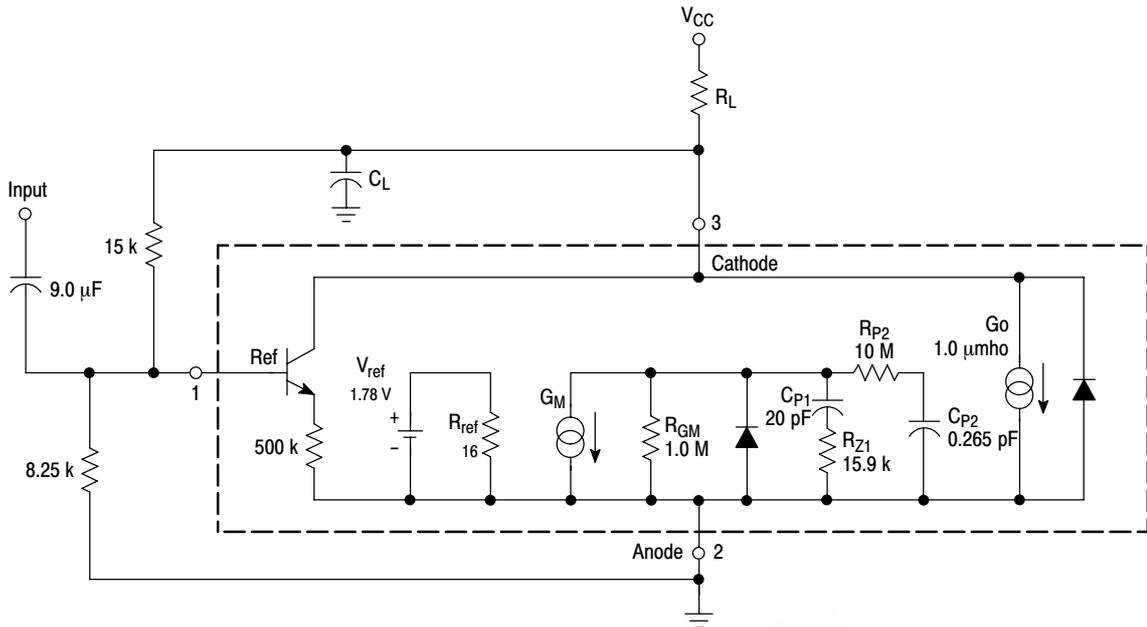 VCC
RL
CL
Input
3
15 k
Cathode
9.0 µF
Go
1.0 µmho
RP2
10 M
Ref
1
Vref
1.78 V
GM
CP1
20 pF
CP2
0.265 pF
+
–
Rref
16
RGM
1.0 M
RZ1
15.9 k
500 k
8.25 k
Anode
2